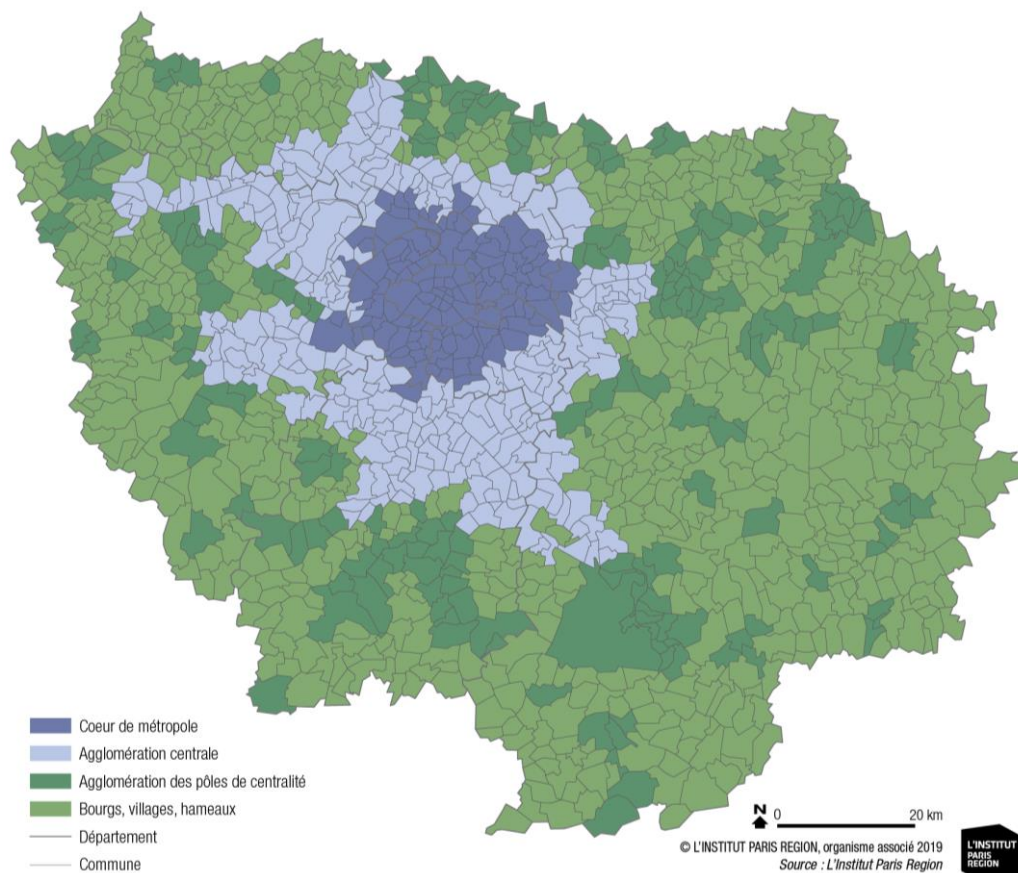 Coeur de métropole
Agglomération centrale
Agglomération des pôles de centralité
Bourgs, villages, hameaux
Département
Commune
N
0 20 km
© L'INSTITUT PARIS REGION, organisme associé 2019
Source : L'Institut Paris Region
L'INSTITUT
PARIS
REGION